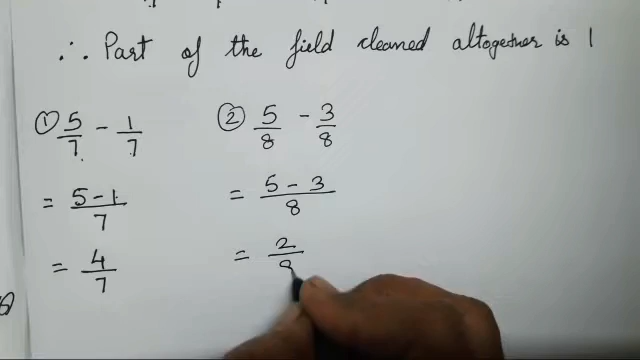 ∴ Part of the field cleaned altogether is 1
① 5/7 - 1/7
= 5-1/7
= 4/7
② 5/8 - 3/8
= 5-3/8
= 2/8